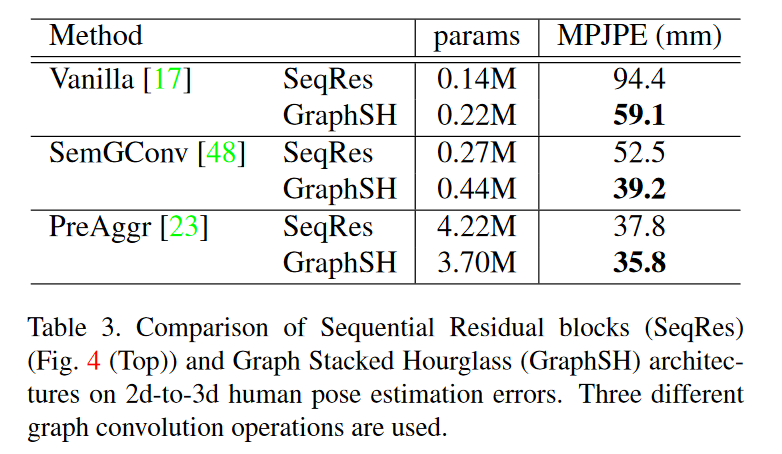 Method params MPJPE (mm)
Vanilla [17] SeqRes 0.14M 94.4
GraphSH 0.22M 59.1
SemGConv [48] SeqRes 0.27M 52.5
GraphSH 0.44M 39.2
PreAggr [23] SeqRes 4.22M 37.8
GraphSH 3.70M 35.8
Table 3. Comparison of Sequential Residual blocks (SeqRes)
(Fig. 4 (Top)) and Graph Stacked Hourglass (GraphSH) architec-
tures on 2d-to-3d human pose estimation errors. Three different
graph convolution operations are used.